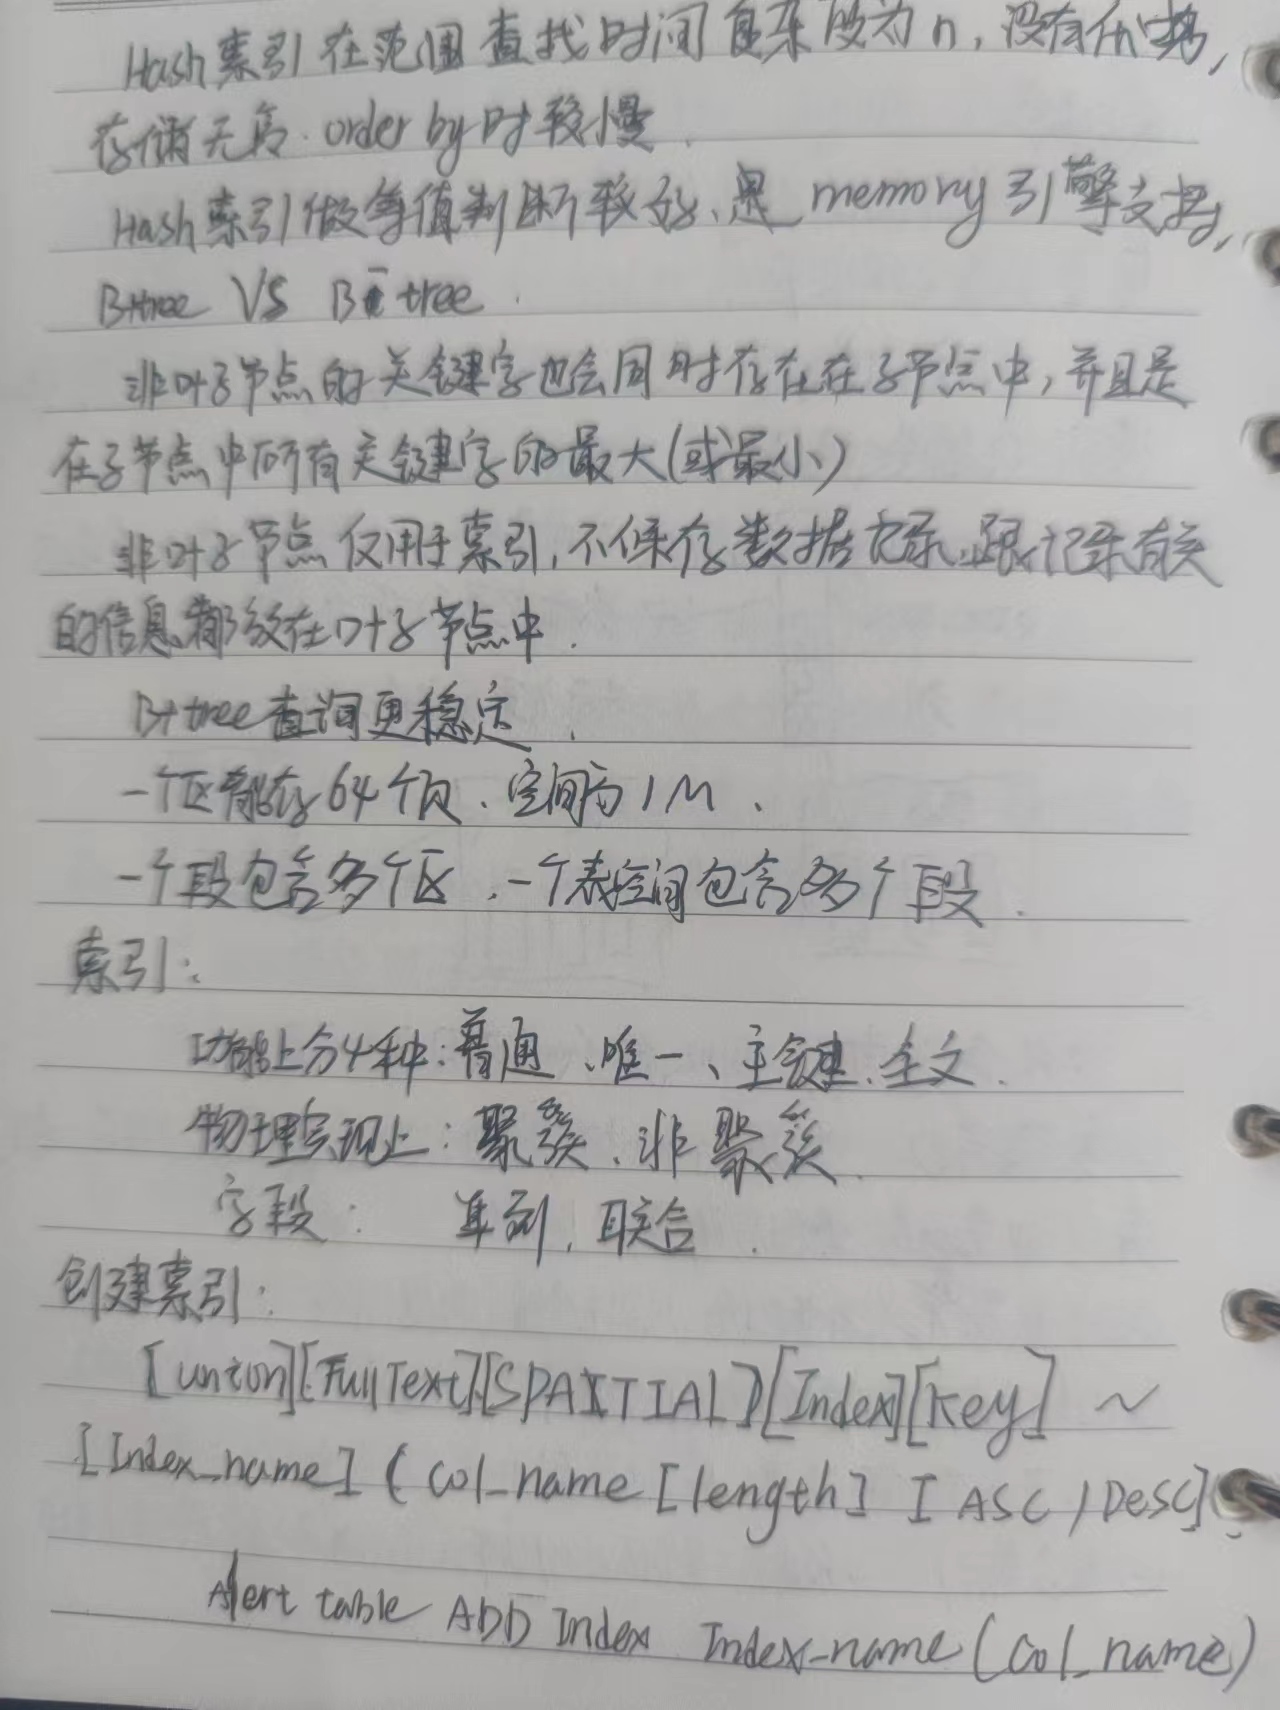 Hash索引在范围查找时间复杂度为n,没有优势,
存储无序.order by时较慢.
Hash索引做等值判断较好、是memory引擎支持,
B+tree VS B-tree.
非叶子节点的关键字也会同时存在在子节点中,并且是
在子节点中所有关键字的最大(或最小)
非叶子节点仅用于索引,不保存数据记录.跟记录有关
的信息都放在叶子节点中.
B+tree查询更稳定.
一个区能存64个页、空间为1M、
一个段包含多个区.一个表空间包含多个段.
索引:
功能上分4种:普通、唯一、主键、全文.
物理实现上:聚簇、非聚簇.
字段: 单列,联合.
创建索引:
[union][FullText][SPAXTIAL][Index][Key] ~
[Index_name](col_name[length] [ASC/DESC]
Alert table ADD Index Index_name(col_name)